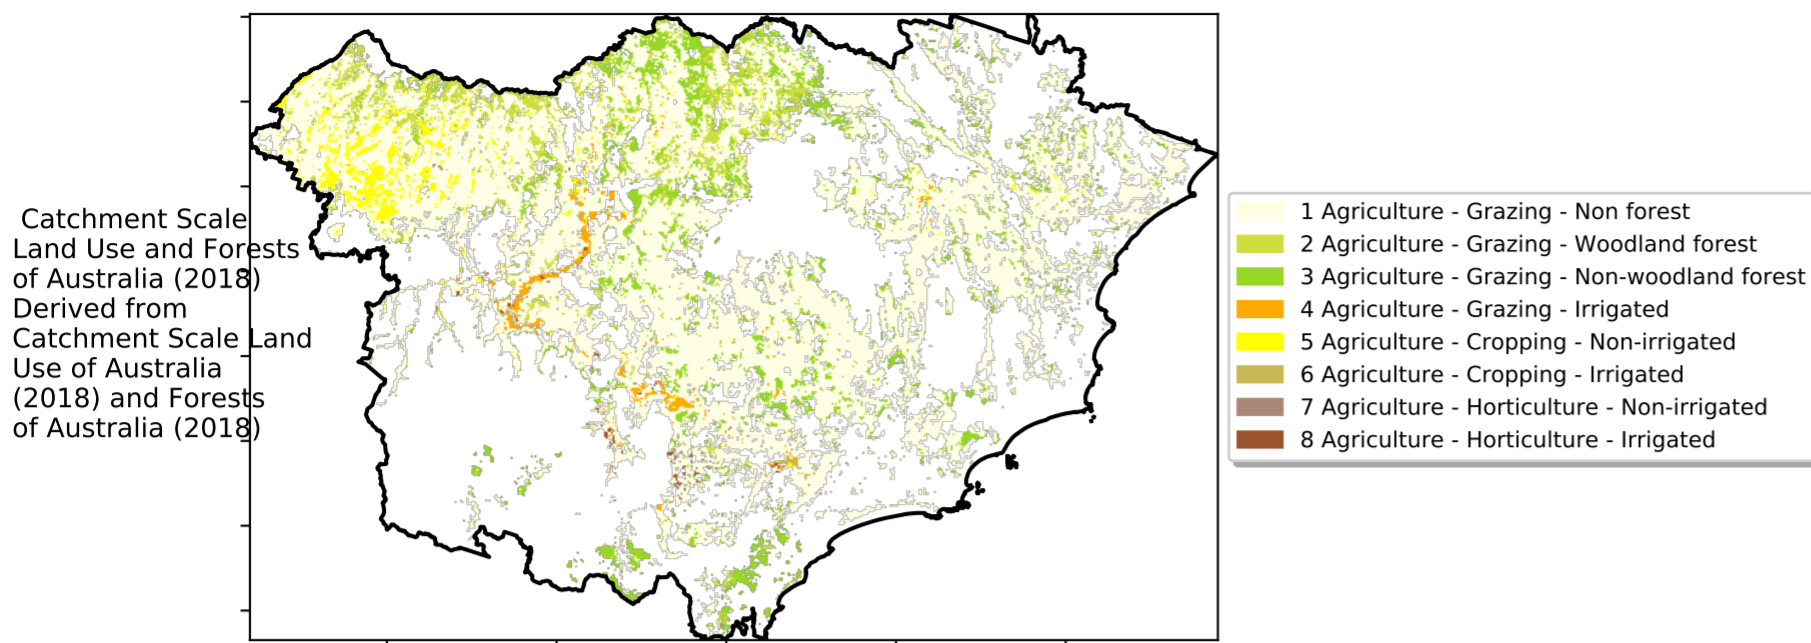 Catchment Scale
Land Use and Forests
of Australia (2018)
Derived from
Catchment Scale Land
Use of Australia
(2018) and Forests
of Australia (2018)
1 Agriculture - Grazing - Non forest
2 Agriculture - Grazing - Woodland forest
3 Agriculture - Grazing - Non-woodland forest
4 Agriculture - Grazing - Irrigated
5 Agriculture - Cropping - Non-irrigated
6 Agriculture - Cropping - Irrigated
7 Agriculture - Horticulture - Non-irrigated
8 Agriculture - Horticulture - Irrigated